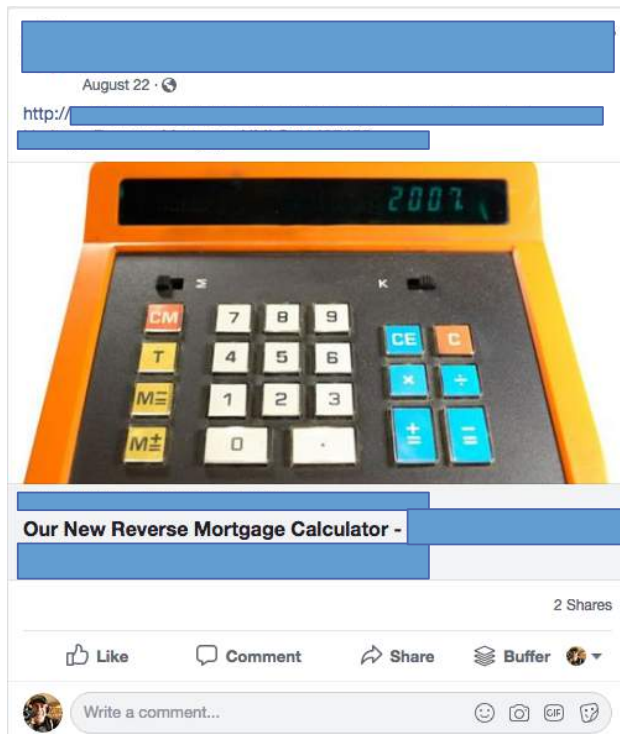 August 22
http://
2007.
M K
CM 7 8 9 CE C
T 4 5 6 × ÷
M= 1 2 3
M± 0 . ± =
Our New Reverse Mortgage Calculator -
2 Shares
Like Comment Share Buffer
Write a comment...
GIF